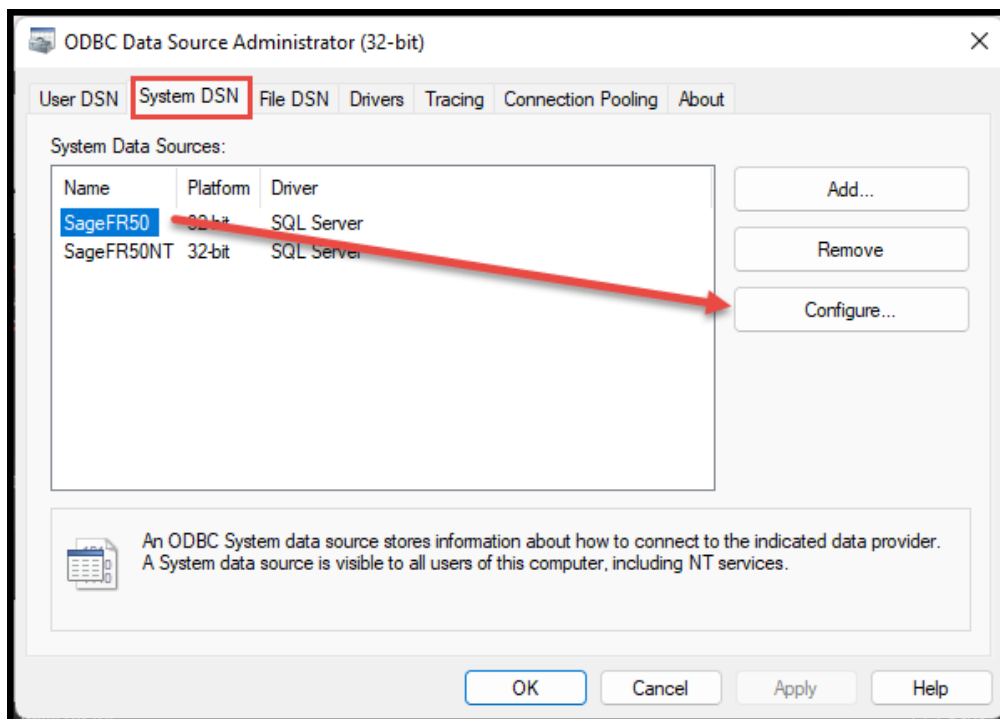 ODBC Data Source Administrator (32-bit)
User DSN System DSN File DSN Drivers Tracing Connection Pooling About
System Data Sources:
Name Platform Driver
SageFR50 32-bit SQL Server
SageFR50NT 32-bit SQL Server
Add...
Remove
Configure...
An ODBC System data source stores information about how to connect to the indicated data provider.
A System data source is visible to all users of this computer, including NT services.
OK Cancel Apply Help